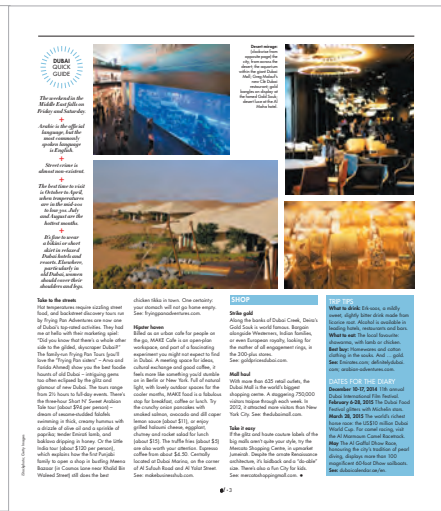 DUBAI
QUICK
GUIDE
The weekend in the
Middle East falls on
Friday and Saturday.
+
Arabic is the official
language, but the
most commonly
spoken language
is English.
+
Street crime is
almost non-existent.
+
The best time to visit
is October to April,
when temperatures
are in the mid-20s
to low 30s. July
and August are the
hottest months.
+
It's fine to wear
a bikini or short
skirt in relaxed
Dubai hotels and
resorts. Elsewhere,
particularly in
old Dubai, women
should cover their
shoulders and legs.
Desert mirage:
(clockwise from
opposite page) the
city, from across the
desert; the aquarium
within the giant Dubai
Mall; Greg Malouf's
new Clé Dubai
restaurant; gold
bangles on display at
the famed Gold Souk;
desert luxe at the Al
Maha hotel.
Take to the streets
Hot temperatures require sizzling street
food, and backstreet discovery tours run
by Frying Pan Adventures are now one
of Dubai's top-rated activities. They had
me at hello with their marketing spiel:
"Did you know that there's a whole other
side to the gilded, skyscraper Dubai?"
The family-run Frying Pan Tours (you'll
love the "Frying Pan sisters" – Arva and
Farida Ahmed) show you the best foodie
haunts of old Dubai – intriguing gems
too often eclipsed by the glitz and
glamour of new Dubai. The tours range
from 2½ hours to full-day events. There's
the three-hour Shut Pi! Sweet Arabian
Tale tour (about $94 per person) –
dream of sesame-doidded falafels
swimming in thick, creamy hummus with
a drizzle of olive oil and a sprinkle of
paprika; tender Emirati lamb, and
baklava dripping in honey. Or the Little
India tour (about $120 per person),
which explains how the first Punjabi
family to open a shop in bustling Meena
Bazaar (in Cosmos Lane near Khalid Bin
Waleed Street) still does the best
chicken tikka in town. One certainty:
your stomach will not go home empty.
See: fryingpanadventures.com
Hipster haven
Billed as an urban cafe for people on
the go, MAKE Cafe is an open-plan
workspace, and part of a fascinating
experiment you might not expect to find
in Dubai. A meeting space for ideas,
cultural exchange and good coffee, it
feels more like something you'd stumble
on in Berlin or New York. Full of natural
light, with lovely outdoor spaces for the
cooler months, MAKE food is a fabulous
stop for breakfast, coffee or lunch. Try
the crunchy onion pancakes with
smoked salmon, avocado and dill caper
lemon sauce (about $11), or enjoy
grilled halloumi cheese, eggplant,
chutney and rocket salad for lunch
(about $15). The truffle fries (about $5)
are also worth your attention. Espresso
coffee from about $4.50. Centrally
located at Dubai Marina, on the corner
of Al Sufouh Road and Al Yalat Street.
See: makebusinesshub.com.
SHOP
Strike gold
Along the banks of Dubai Creek, Deira's
Gold Souk is world famous. Bargain
alongside Westerners, Indian families,
or even European royalty, looking for
the mother of all engagement rings, in
the 300-plus stores.
See: goldpricesdubai.com.
Mall haul
With more than 635 retail outlets, the
Dubai Mall is the world's biggest
shopping centre. A staggering 750,000
visitors traipse through each week. In
2012, it attracted more visitors than New
York City. See: thedubaimall.com.
Take it easy
If the glitz and haute couture labels of the
big malls aren't quite your style, try the
Mercato Shopping Centre, in upmarket
Jumeirah. Despite the ornate Renaissance
architecture, it's laidback and a "do-able"
size. There's also a Fun City for kids.
See: mercatoshoppingmall.com.
TRIP TIPS
What to drink: Erk-sous, a mildly
sweet, slightly bitter drink made from
licorice root. Alcohol is available in
leading hotels, restaurants and bars.
What to eat: The local favourite:
shawarma, with lamb or chicken.
Best buy: Homewares and cotton
clothing in the souks. And ... gold.
See: Emirates.com; definitelydubai.
com; arabian-adventures.com.
DATES FOR THE DIARY
December 10-17, 2014 11th annual
Dubai International Film Festival.
February 6-28, 2015 The Dubai Food
Festival glitters with Michelin stars.
March 28, 2015 The world's richest
horse race; the US$10 million Dubai
World Cup. For camel racing, visit
the Al Marmoum Camel Racetrack.
May The Al Gaffal Dhow Race,
honouring the city's tradition of pearl
diving, displays more than 100
magnificent 60-foot Dhow sailboats.
See: dubaicalendar.ae/en.